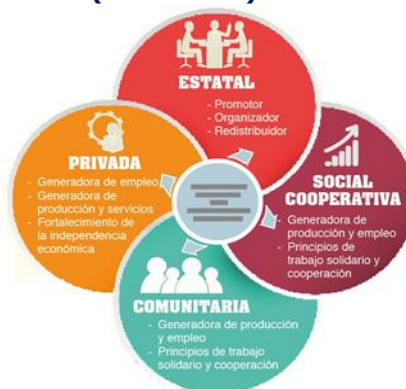 ESTATAL
- Promotor
- Organizador
- Redistribuidor
PRIVADA
- Generadora de empleo
- Generadora de
producción y servicios
- Fortalecimiento de
la independencia
económica
SOCIAL
COOPERATIVA
- Generadora de
producción y empleo
- Principios de
trabajo solidario y
cooperación
COMUNITARIA
- Generadora de producción
y empleo
- Principios de trabajo
solidario y cooperación